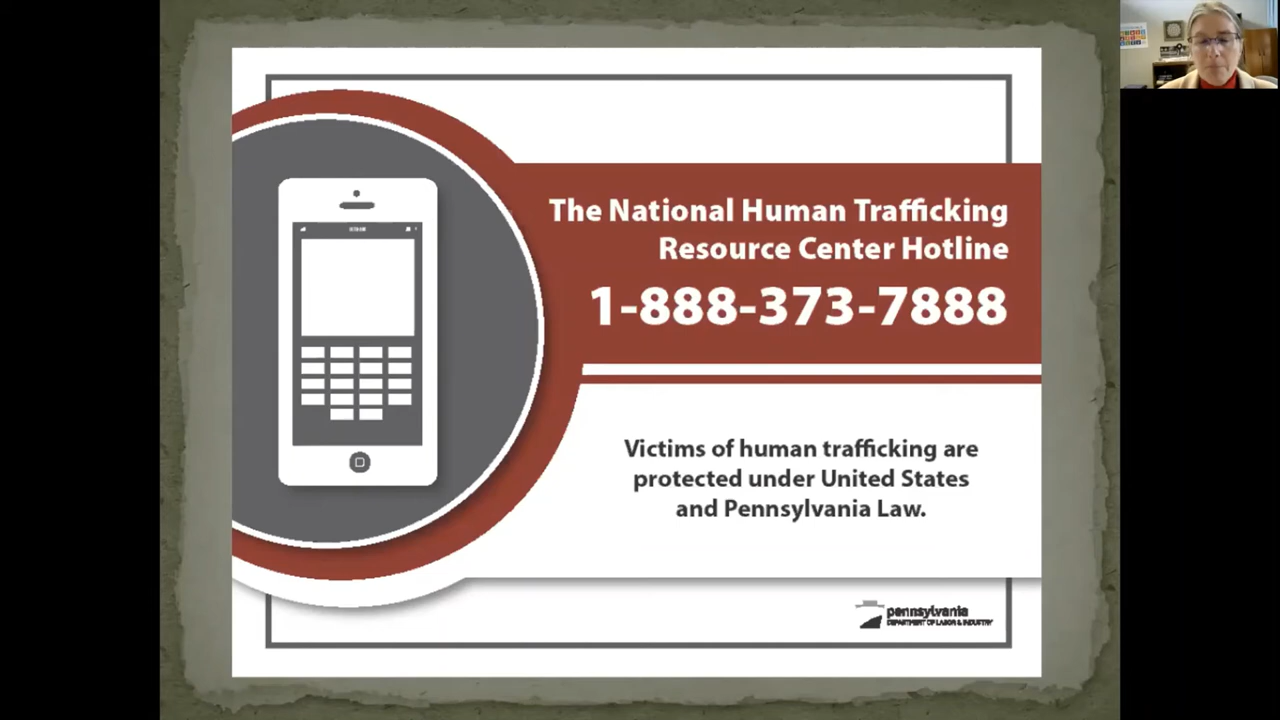 The National Human Trafficking
Resource Center Hotline
1-888-373-7888
Victims of human trafficking are
protected under United States
and Pennsylvania Law.
pennsylvania
DEPARTMENT OF LABOR & INDUSTRY